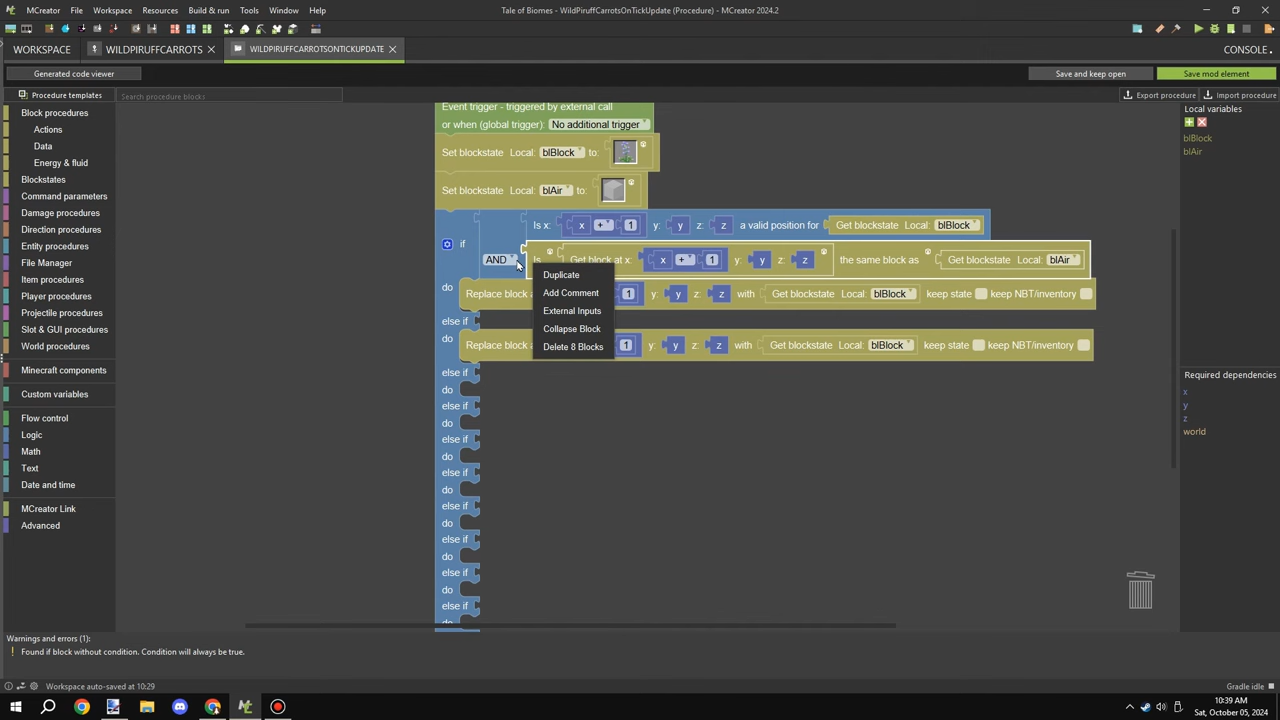 MCreator File Workspace Resources Build & run Tools Window Help Tale of Biomes - WildPiruffCarrotsOnTickUpdate (Procedure) - MCreator 2024.2
WORKSPACE WILDPIRUFFCARROTS WILDPIRUFFCARROTSONTICKUPDATE CONSOLE
Generated code viewer Save and keep open Save mod element
Procedure templates Search procedure blocks Export procedure Import procedure
Block procedures
Actions
Data
Energy & fluid
Blockstates
Command parameters
Damage procedures
Direction procedures
Entity procedures
File Manager
Item procedures
Player procedures
Projectile procedures
Slot & GUI procedures
World procedures
Minecraft components
Custom variables
Flow control
Logic
Math
Text
Date and time
MCreator Link
Advanced
Event trigger - triggered by external call
or when (global trigger): No additional trigger
Set blockstate Local: blBlock to:
Set blockstate Local: blAir to:
if
Is x: x + 1 y: y z: z a valid position for Get blockstate Local: blBlock
AND Is Get block at x: x + 1 y: y z: z the same block as Get blockstate Local: blAir
do Replace block 1 y: y z: z with Get blockstate Local: blBlock keep state keep NBT/inventory
else if
do Replace block 1 y: y z: z with Get blockstate Local: blBlock keep state keep NBT/inventory
else if
do
else if
do
else if
do
else if
do
else if
do
else if
do
else if
do
else if
Duplicate
Add Comment
External Inputs
Collapse Block
Delete 8 Blocks
Local variables
blBlock
blAir
Required dependencies
x
y
z
world
Warnings and errors (1):
Found if block without condition. Condition will always be true.
Workspace auto-saved at 10:29 Gradle idle
10:39 AM
Sat, October 05, 2024